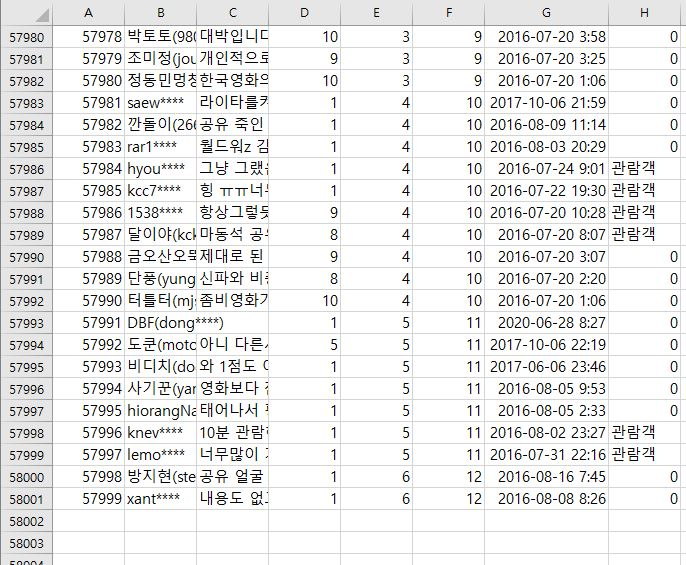 A B C D E F G H
57980 57978 박토토(980 대박입니다 10 3 9 2016-07-20 3:58 0
57981 57979 조미정(jou 개인적으로 9 3 9 2016-07-20 3:25 0
57982 57980 정동민멍청 한국영화의 10 3 9 2016-07-20 1:06 0
57983 57981 saew**** 라이타를켜 1 4 10 2017-10-06 21:59 0
57984 57982 깐돌이(266 공유 죽인 1 4 10 2016-08-09 11:14 0
57985 57983 rar1**** 월드워z 김 1 4 10 2016-08-03 20:29 0
57986 57984 hyou**** 그냥 그랬 1 4 10 2016-07-24 9:01 관람객
57987 57985 kcc7**** 힝 ㅠㅠ너무 1 4 10 2016-07-22 19:30 관람객
57988 57986 1538**** 항상그렇듯 9 4 10 2016-07-20 10:28 관람객
57989 57987 달이야(kck 마동석 공유 8 4 10 2016-07-20 8:07 관람객
57990 57988 금오산오뚝 제대로 된 9 4 10 2016-07-20 3:07 0
57991 57989 단풍(yung 신파와 비 8 4 10 2016-07-20 2:20 0
57992 57990 터틀터(mjs 좀비영화가 10 4 10 2016-07-20 1:06 0
57993 57991 DBF(dong****) 1 5 11 2020-06-28 8:27 0
57994 57992 도쿤(moto 아니 다른 5 5 11 2017-10-06 22:19 0
57995 57993 비디치(do 와 1점도 1 5 11 2017-06-06 23:46 0
57996 57994 사기꾼(yar 영화보다 1 5 11 2016-08-05 9:53 0
57997 57995 hiorangNa 태어나서 1 5 11 2016-08-05 2:33 0
57998 57996 knev**** 10분 관람 1 5 11 2016-08-02 23:27 관람객
57999 57997 lemo**** 너무많이 1 5 11 2016-07-31 22:16 관람객
58000 57998 방지현(ste 공유 얼굴 1 6 12 2016-08-16 7:45 0
58001 57999 xant**** 내용도 없고 1 6 12 2016-08-08 8:26 0
58002
58003
58004